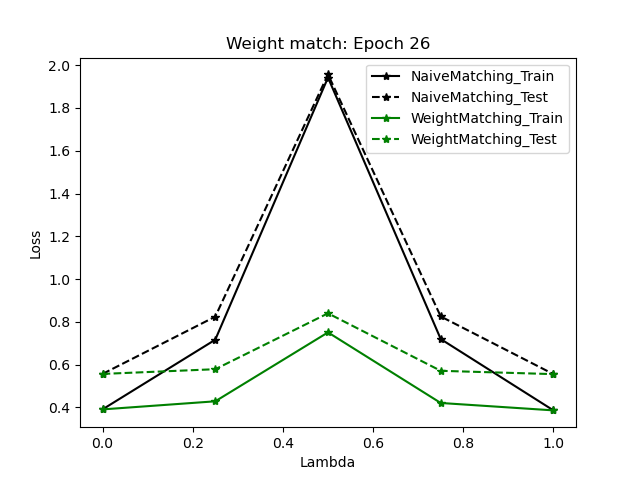 Weight match: Epoch 26
2.0
1.8
1.6
1.4
1.2
1.0
0.8
0.6
0.4
Loss
NaiveMatching_Train
NaiveMatching_Test
WeightMatching_Train
WeightMatching_Test
0.0 0.2 0.4 0.6 0.8 1.0
Lambda